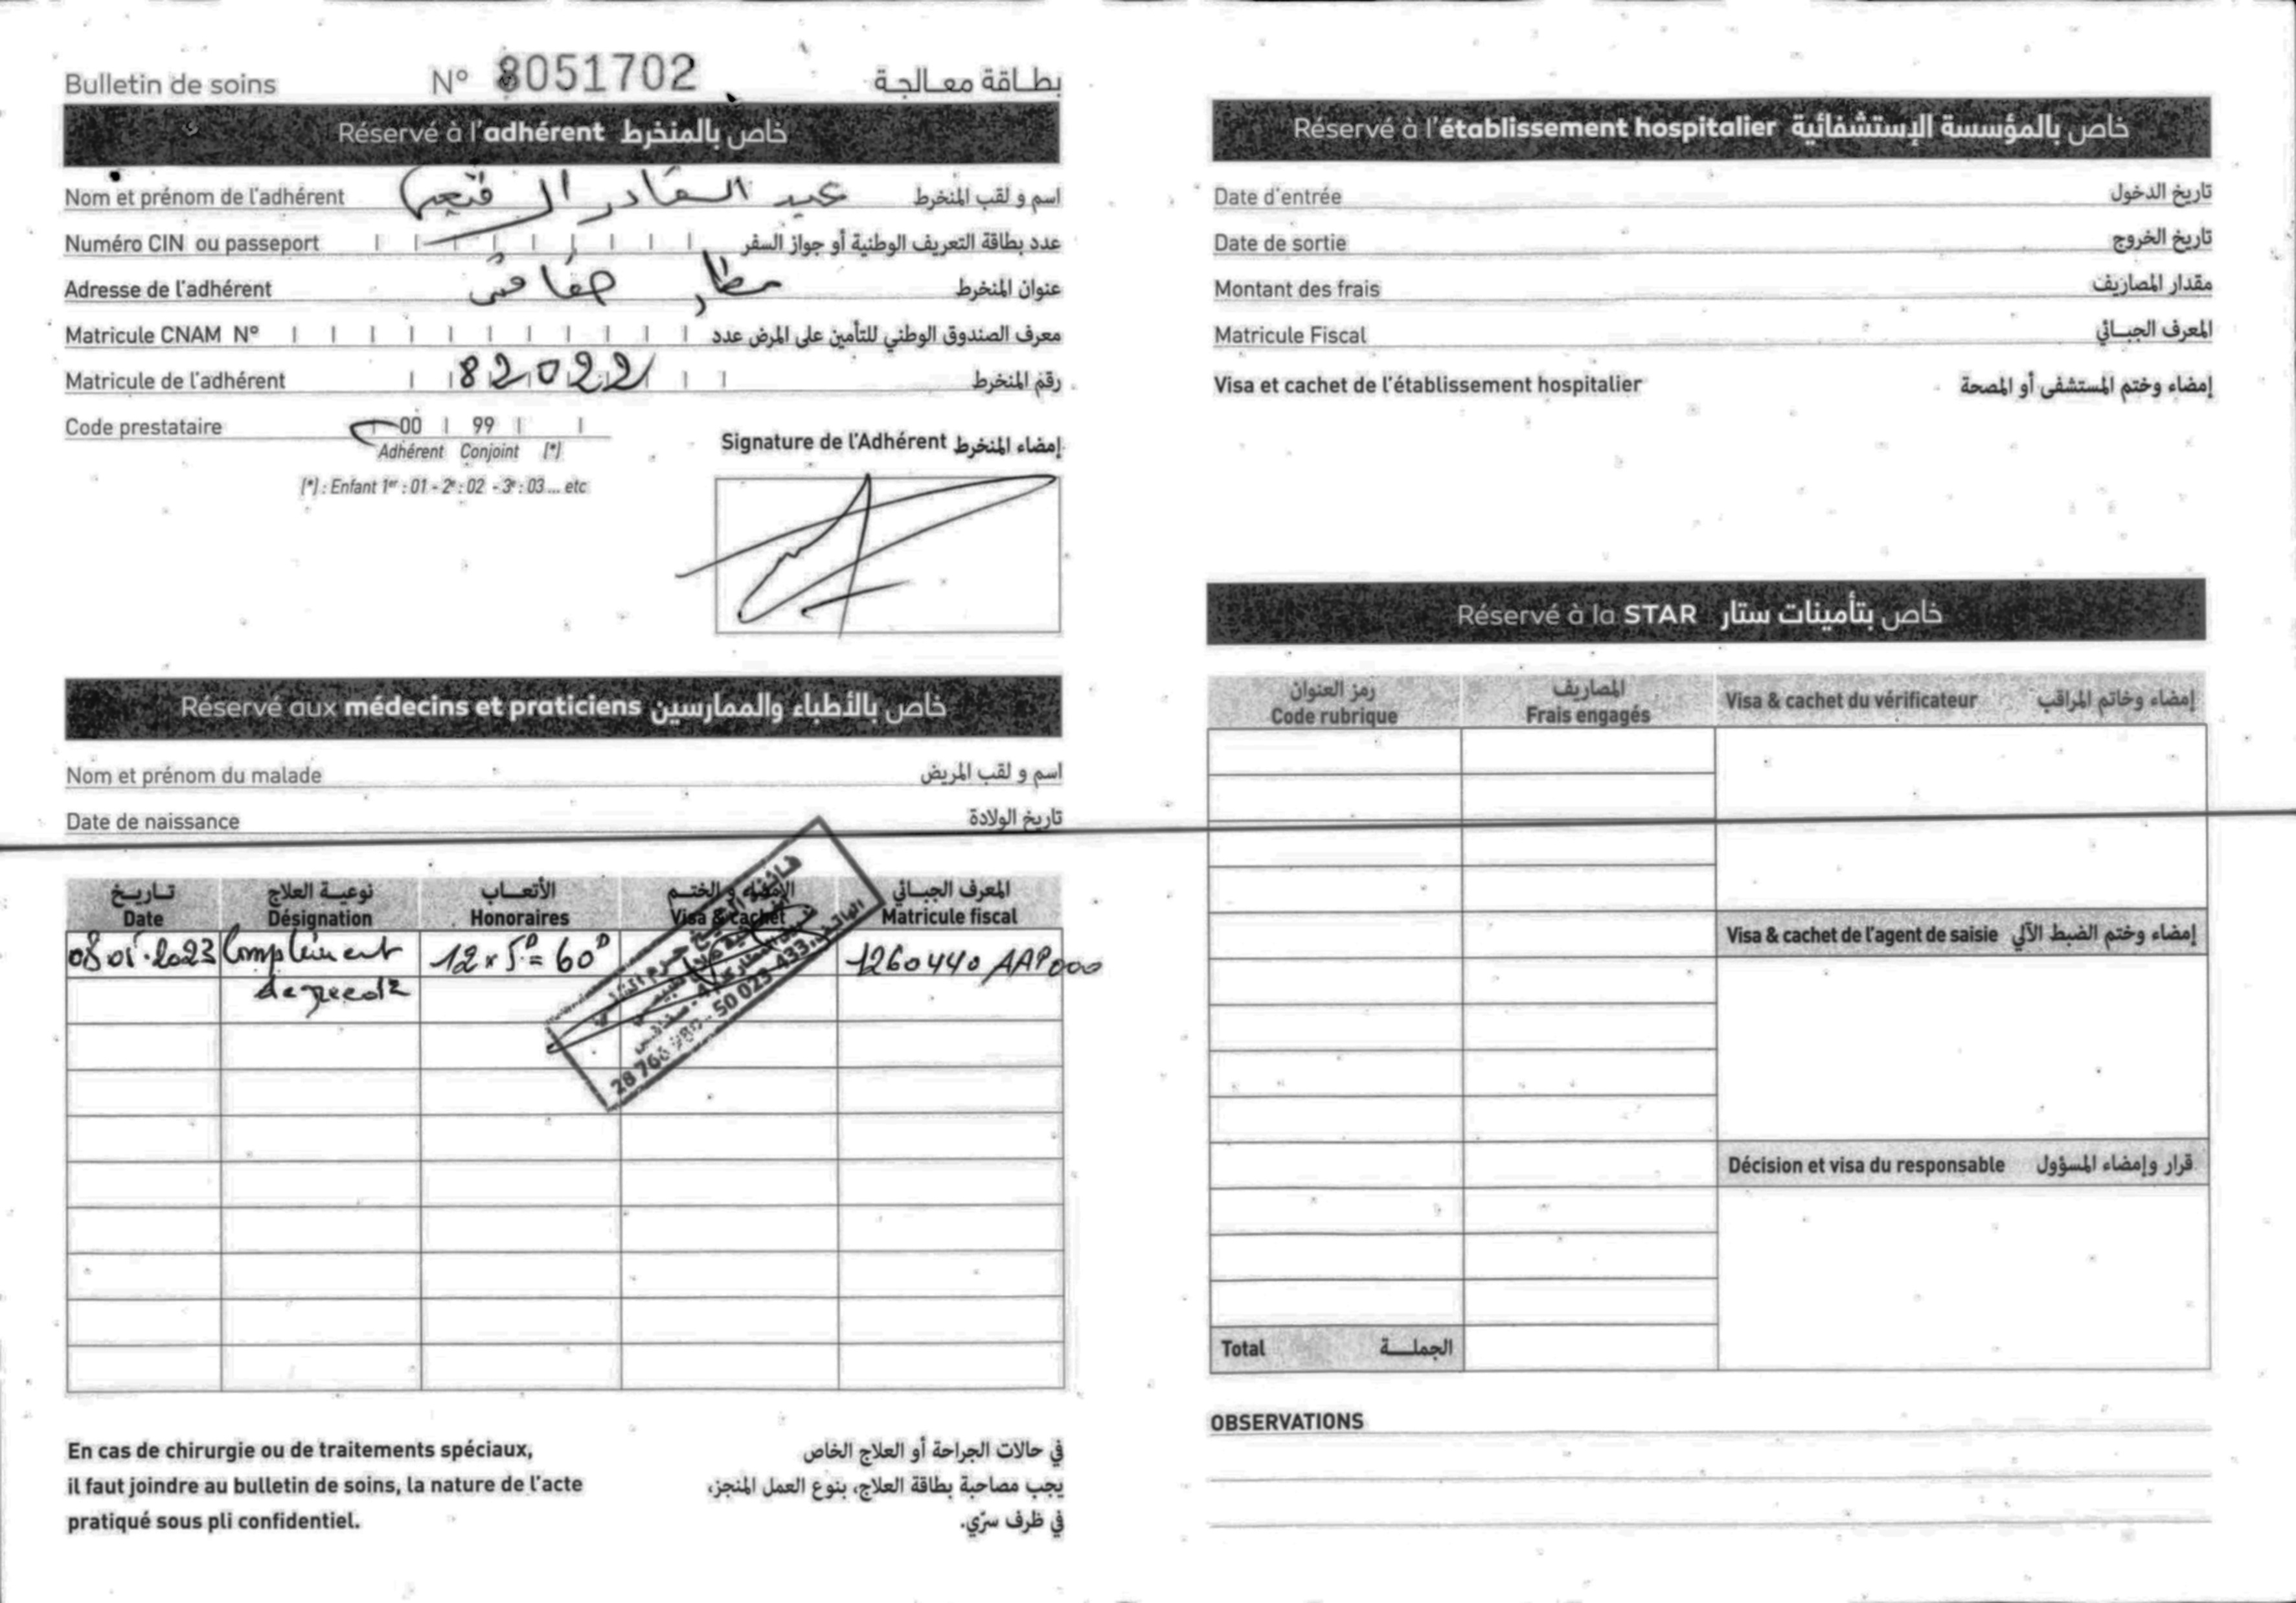 Bulletin de soins N° 8051702 بطاقة معالجة
Réservé à l'adhérent خاص بالمنخرط
Nom et prénom de l'adhérent عبد القادر اسم و لقب المنخرط
Numéro CIN ou passeport عدد بطاقة التعريف الوطنية أو جواز السفر
Adresse de l'adhérent مطار صفاقس عنوان المنخرط
Matricule CNAM N° معرف الصندوق الوطني للتأمين على المرض عدد
Matricule de l'adhérent 82022 رقم المنخرط
Code prestataire 00 99
Adhérent Conjoint (*)
(*) : Enfant 1er : 01 - 2e : 02 - 3e : 03 ... etc
Signature de l'Adhérent إمضاء المنخرط
Réservé aux médecins et praticiens خاص بالأطباء والممارسين
Nom et prénom du malade اسم و لقب المريض
Date de naissance تاريخ الولادة
تاريخ نوعية العلاج الأتعاب الإمضاء و الختم المعرف الجبائي
Date Désignation Honoraires Visa & cachet Matricule fiscal
08.01.2023 Complément 12 x 5D = 60D 1260440 AAP000
صفاقس
50 023 433
En cas de chirurgie ou de traitements spéciaux,
il faut joindre au bulletin de soins, la nature de l'acte
pratiqué sous pli confidentiel.
في حالات الجراحة أو العلاج الخاص
يجب مصاحبة بطاقة العلاج، بنوع العمل المنجز،
في ظرف سرّي.
Réservé à l'établissement hospitalier خاص بالمؤسسة الإستشفائية
Date d'entrée تاريخ الدخول
Date de sortie تاريخ الخروج
Montant des frais مقدار المصاريف
Matricule Fiscal المعرف الجبائي
Visa et cachet de l'établissement hospitalier إمضاء وختم المستشفى أو المصحة
Réservé à la STAR خاص بتأمينات ستار
رمز العنوان المصاريف
Code rubrique Frais engagés Visa & cachet du vérificateur إمضاء وخاتم المراقب
Visa & cachet de l'agent de saisie إمضاء وختم الضبط الآلي
Décision et visa du responsable قرار وإمضاء المسؤول
Total الجملة
OBSERVATIONS